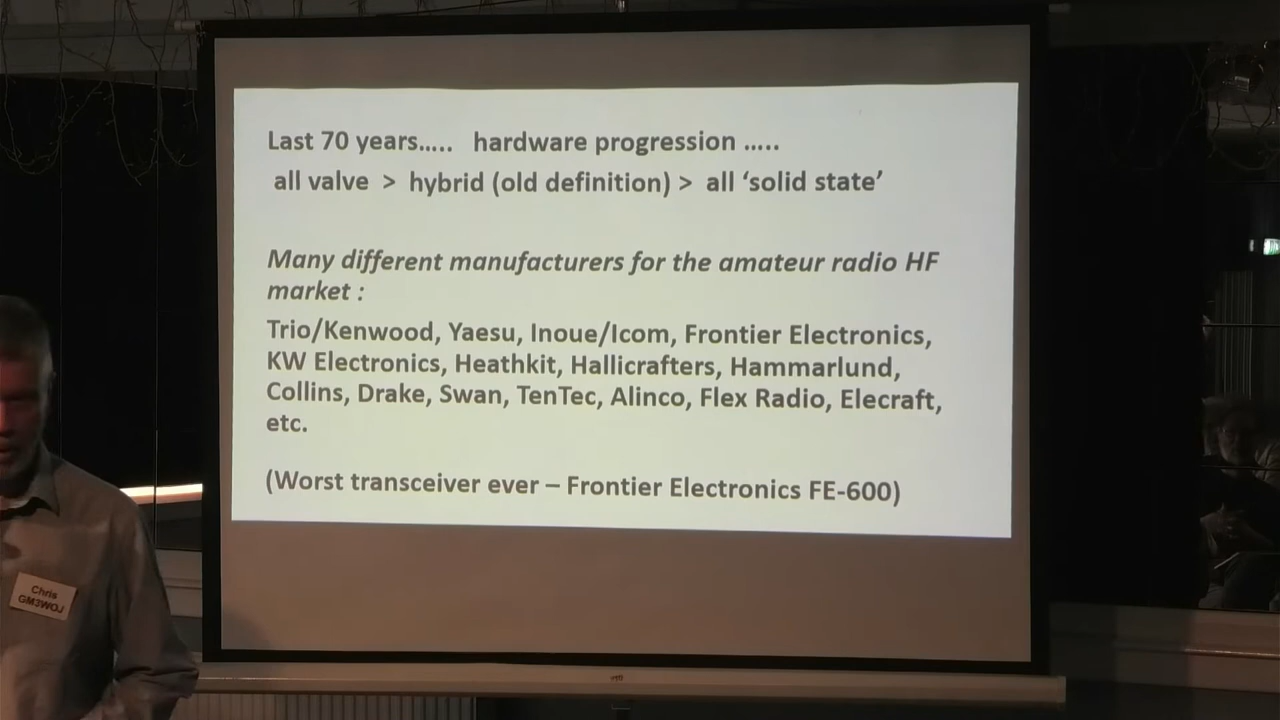 Last 70 years..... hardware progression .....
all valve > hybrid (old definition) > all ‘solid state’
Many different manufacturers for the amateur radio HF
market :
Trio/Kenwood, Yaesu, Inoue/Icom, Frontier Electronics,
KW Electronics, Heathkit, Hallicrafters, Hammarlund,
Collins, Drake, Swan, TenTec, Alinco, Flex Radio, Elecraft,
etc.
(Worst transceiver ever – Frontier Electronics FE-600)
Chris
GM3WOJ